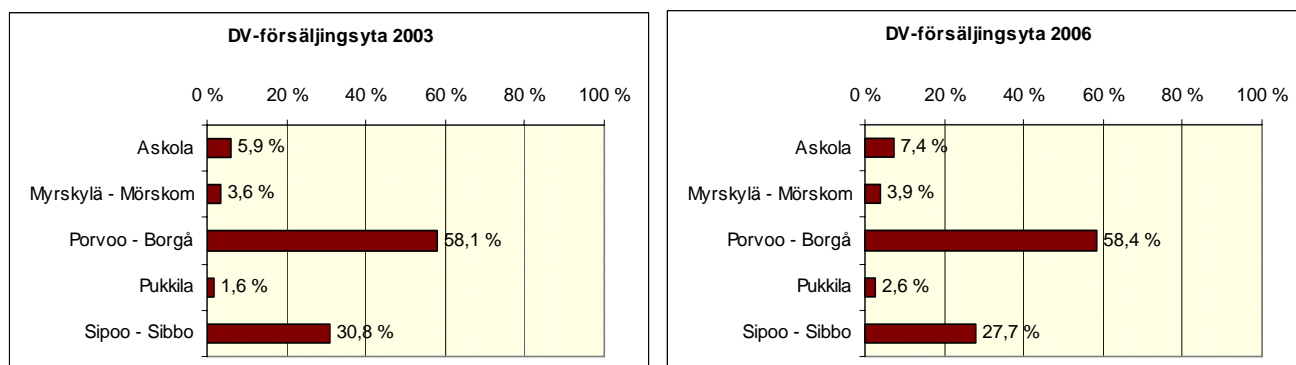 DV-försäljingsyta 2003
0 % 20 % 40 % 60 % 80 % 100 %
Askola 5,9 %
Myrskylä - Mörskom 3,6 %
Porvoo - Borgå 58,1 %
Pukkila 1,6 %
Sipoo - Sibbo 30,8 %
DV-försäljingsyta 2006
0 % 20 % 40 % 60 % 80 % 100 %
Askola 7,4 %
Myrskylä - Mörskom 3,9 %
Porvoo - Borgå 58,4 %
Pukkila 2,6 %
Sipoo - Sibbo 27,7 %